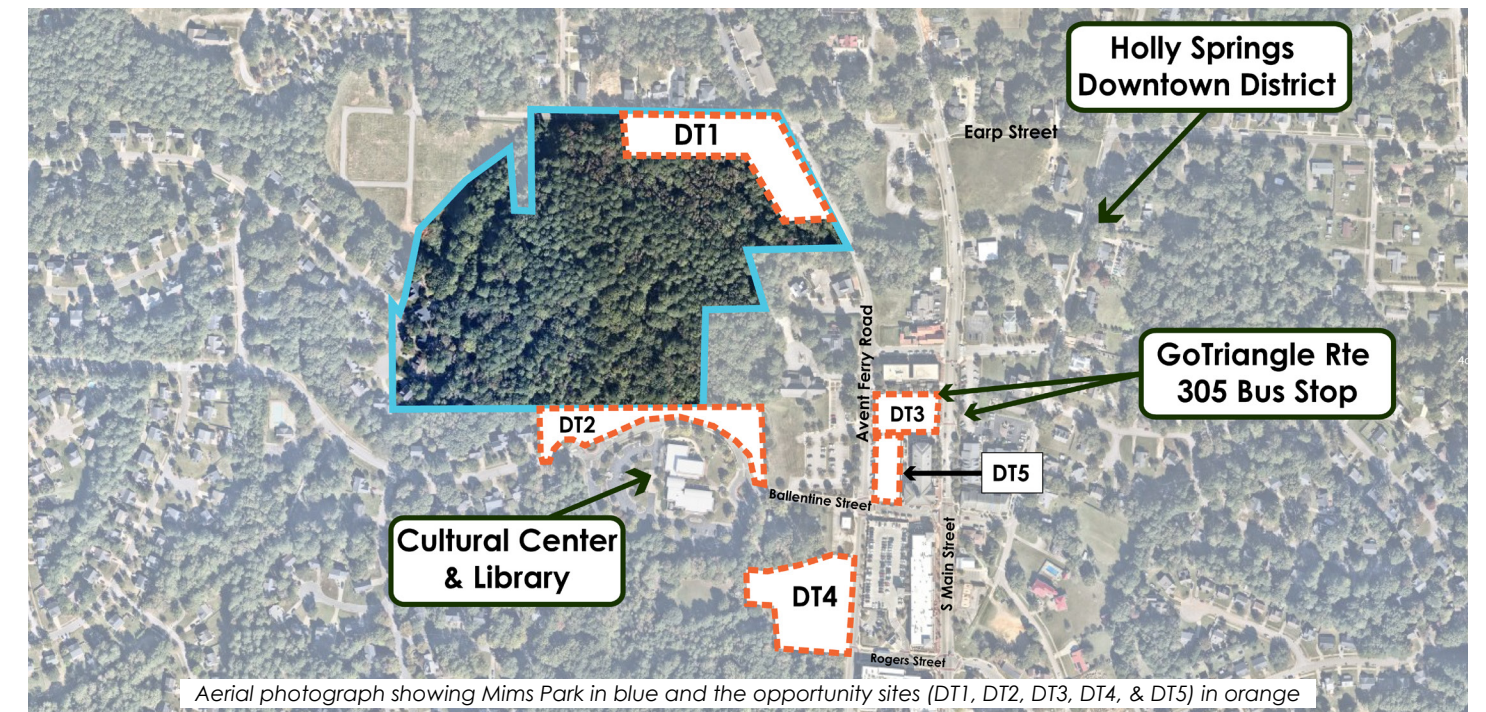 Holly Springs
Downtown District
DT1
Earp Street
Avent Ferry Road
GoTriangle Rte
305 Bus Stop
DT3
DT2
DT5
Ballentine Street
Cultural Center
& Library
S Main Street
DT4
Rogers Street
Aerial photograph showing Mims Park in blue and the opportunity sites (DT1, DT2, DT3, DT4, & DT5) in orange